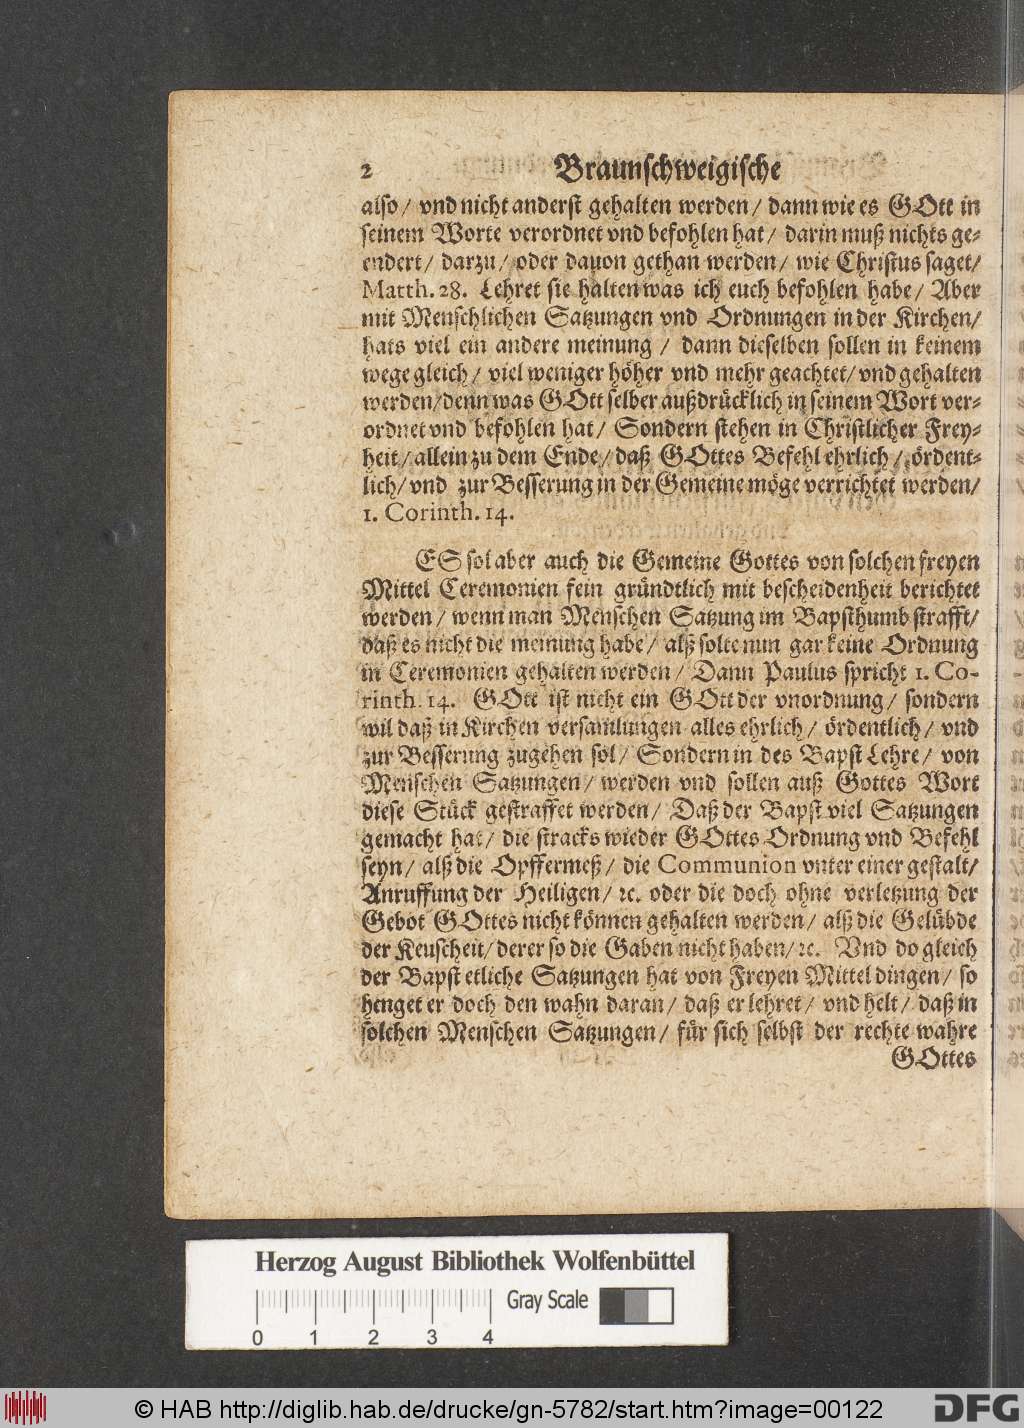 2 Braunschweigische
also / vnd nicht anderst gehalten werden / dann wie es GOtt in
seinem Worte verordnet vnd befohlen hat / darin muß nichts ge-
endert / darzu / oder dauon gethan werden / wie Christus saget/
Matth. 28. Lehret sie halten was ich euch befohlen habe / Aber
mit Menschlichen Satzungen vnd Ordnungen in der Kirchen/
hats viel ein andere meinung / dann dieselben sollen in keinem
wege gleich / viel weniger höher vnd mehr geachtet/ vnd gehalten
werden/denn was GOtt selber außdrücklich in seinem Wort ver-
ordnet vnd befohlen hat / Sondern stehen in Christlicher Frey-
heit / allein zu dem Ende / daß GOttes Befehl ehrlich / ördent-
lich/ vnd zur Besserung in der Gemeine möge verrichtet werden/
1. Corinth. 14.
ES sol aber auch die Gemeine Gottes von solchen freyen
Mittel Ceremonien fein gründtlich mit bescheidenheit berichtet
werden / wenn man Menschen Satzung im Bapsthumb strafft/
daß es nicht die meinung habe / alß solte nun gar keine Ordnung
in Ceremonien gehalten werden / Dann Paulus spricht 1. Co-
rinth. 14. GOtt ist nicht ein GOtt der vnordnung / sondern
wil daß in Kirchen versamlungen alles ehrlich / ördentlich / vnd
zur Besserung zugehen sol / Sondern in des Bapst Lehre / von
Menschen Satzungen / werden vnd sollen auß Gottes Wort
diese Stück gestraffet werden / Daß der Bapst viel Satzungen
gemacht hat / die stracks wieder GOttes Ordnung vnd Befehl
seyn / alß die Opffermeß / die Communion vnter einer gestalt/
Anruffung der Heiligen / ꝛc. oder die doch ohne verletzung der
Gebot GOttes nicht können gehalten werden / alß die Gelübde
der Keuscheit/ derer so die Gaben nicht haben/ ꝛc. Vnd do gleich
der Bapst etliche Satzungen hat von Freyen Mittel dingen / so
henget er doch den wahn daran / daß er lehret / vnd helt / daß in
solchen Menschen Satzungen / für sich selbst der rechte wahre
GOttes
Herzog August Bibliothek Wolfenbüttel
Gray Scale
0 1 2 3 4
© HAB http://diglib.hab.de/drucke/gn-5782/start.htm?image=00122
DFG